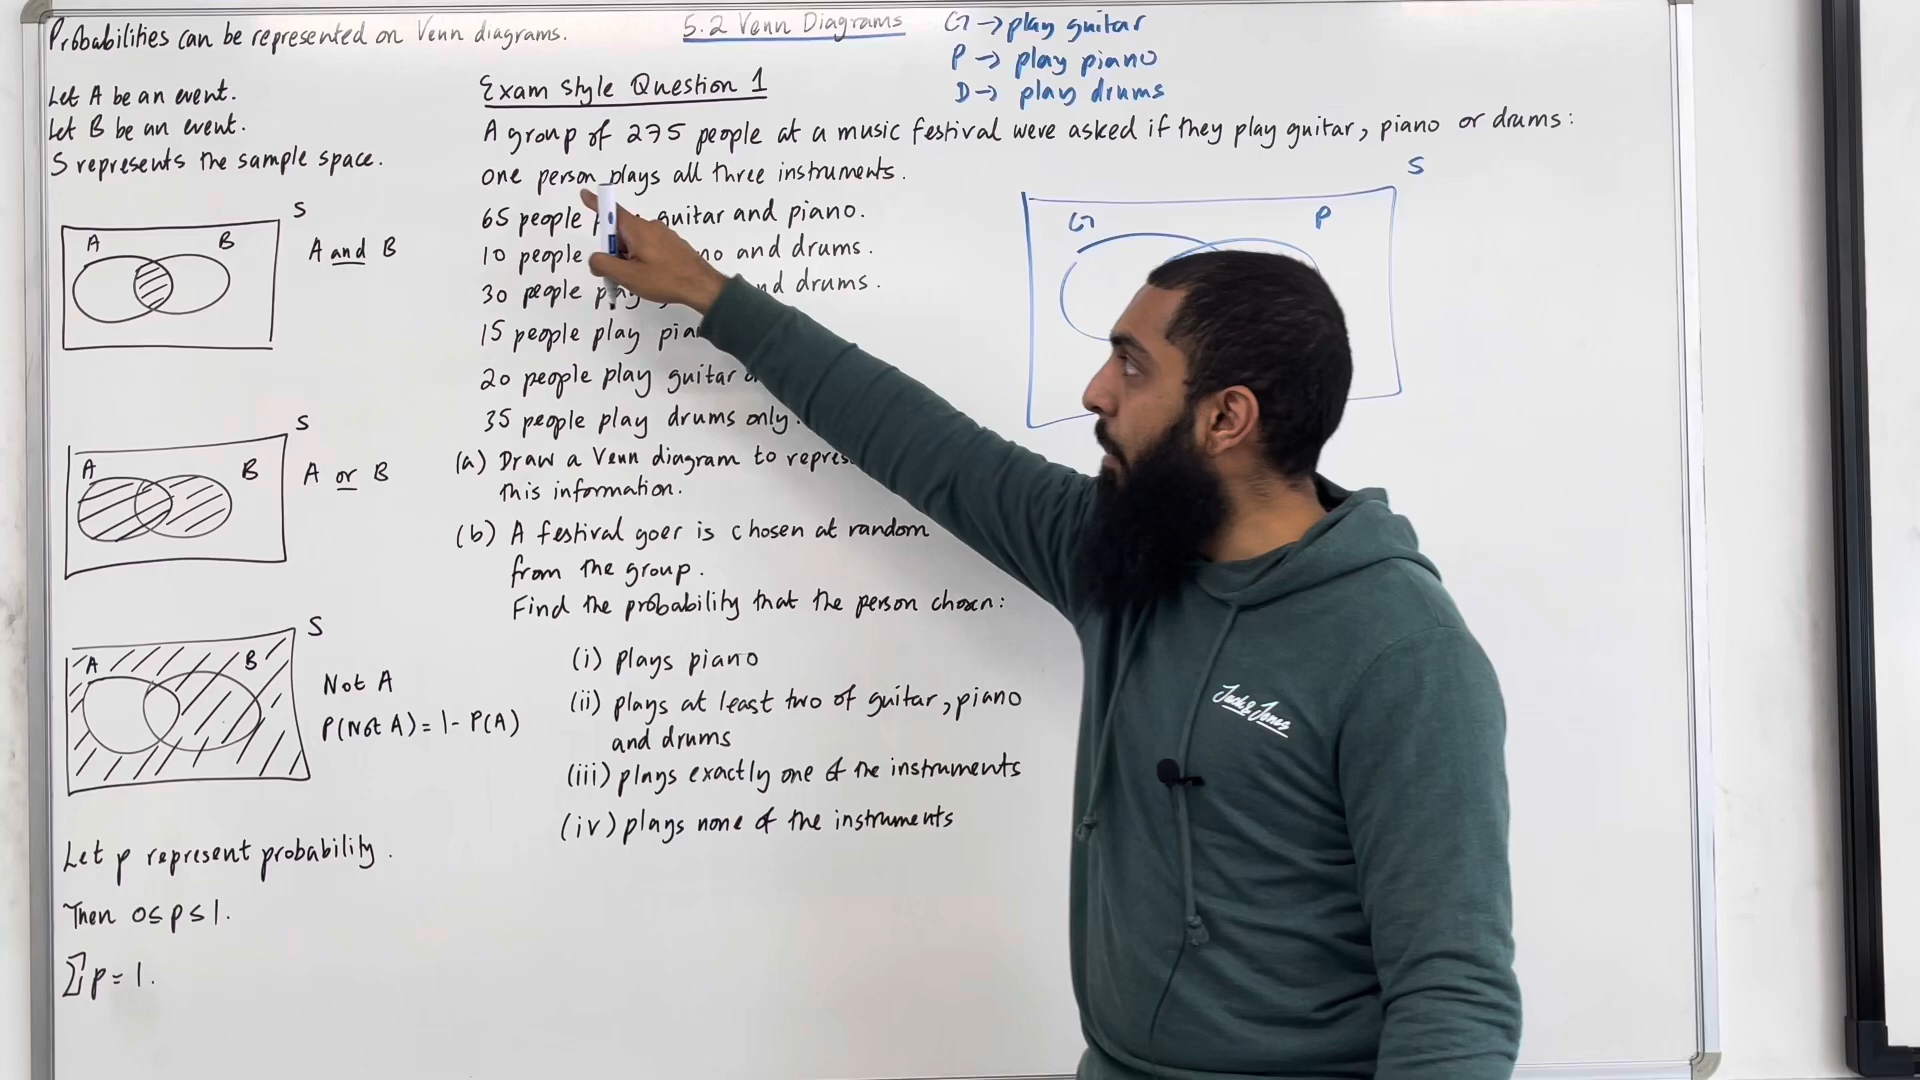 Probabilities can be represented on Venn diagrams.
5.2 Venn Diagrams
G → play guitar
P → play piano
D → play drums
Let A be an event.
Let B be an event.
S represents the sample space.
S
A B
A and B
S
A B
A or B
S
A B
Not A
P(Not A) = 1 - P(A)
Let p represent probability.
Then 0 ≤ p ≤ 1.
∑p = 1.
Exam style Question 1
A group of 275 people at a music festival were asked if they play guitar, piano or drums:
one person plays all three instruments.
65 people guitar and piano.
10 people and drums.
30 people play and drums.
15 people play
20 people play guitar
35 people play drums only.
(a) Draw a Venn diagram to
this information.
(b) A festival goer is chosen at random
from the group.
Find the probability that the person chosen:
(i) plays piano
(ii) plays at least two of guitar, piano
and drums
(iii) plays exactly one of the instruments
(iv) plays none of the instruments
S
G P
Jack & Jones